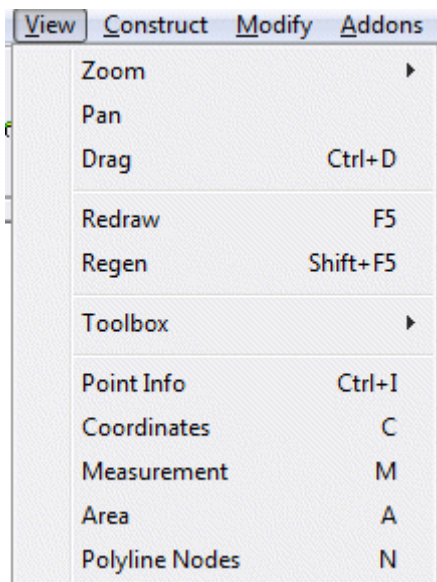 View Construct Modify Addons
Zoom
Pan
Drag Ctrl+D
Redraw F5
Regen Shift+F5
Toolbox
Point Info Ctrl+I
Coordinates C
Measurement M
Area A
Polyline Nodes N